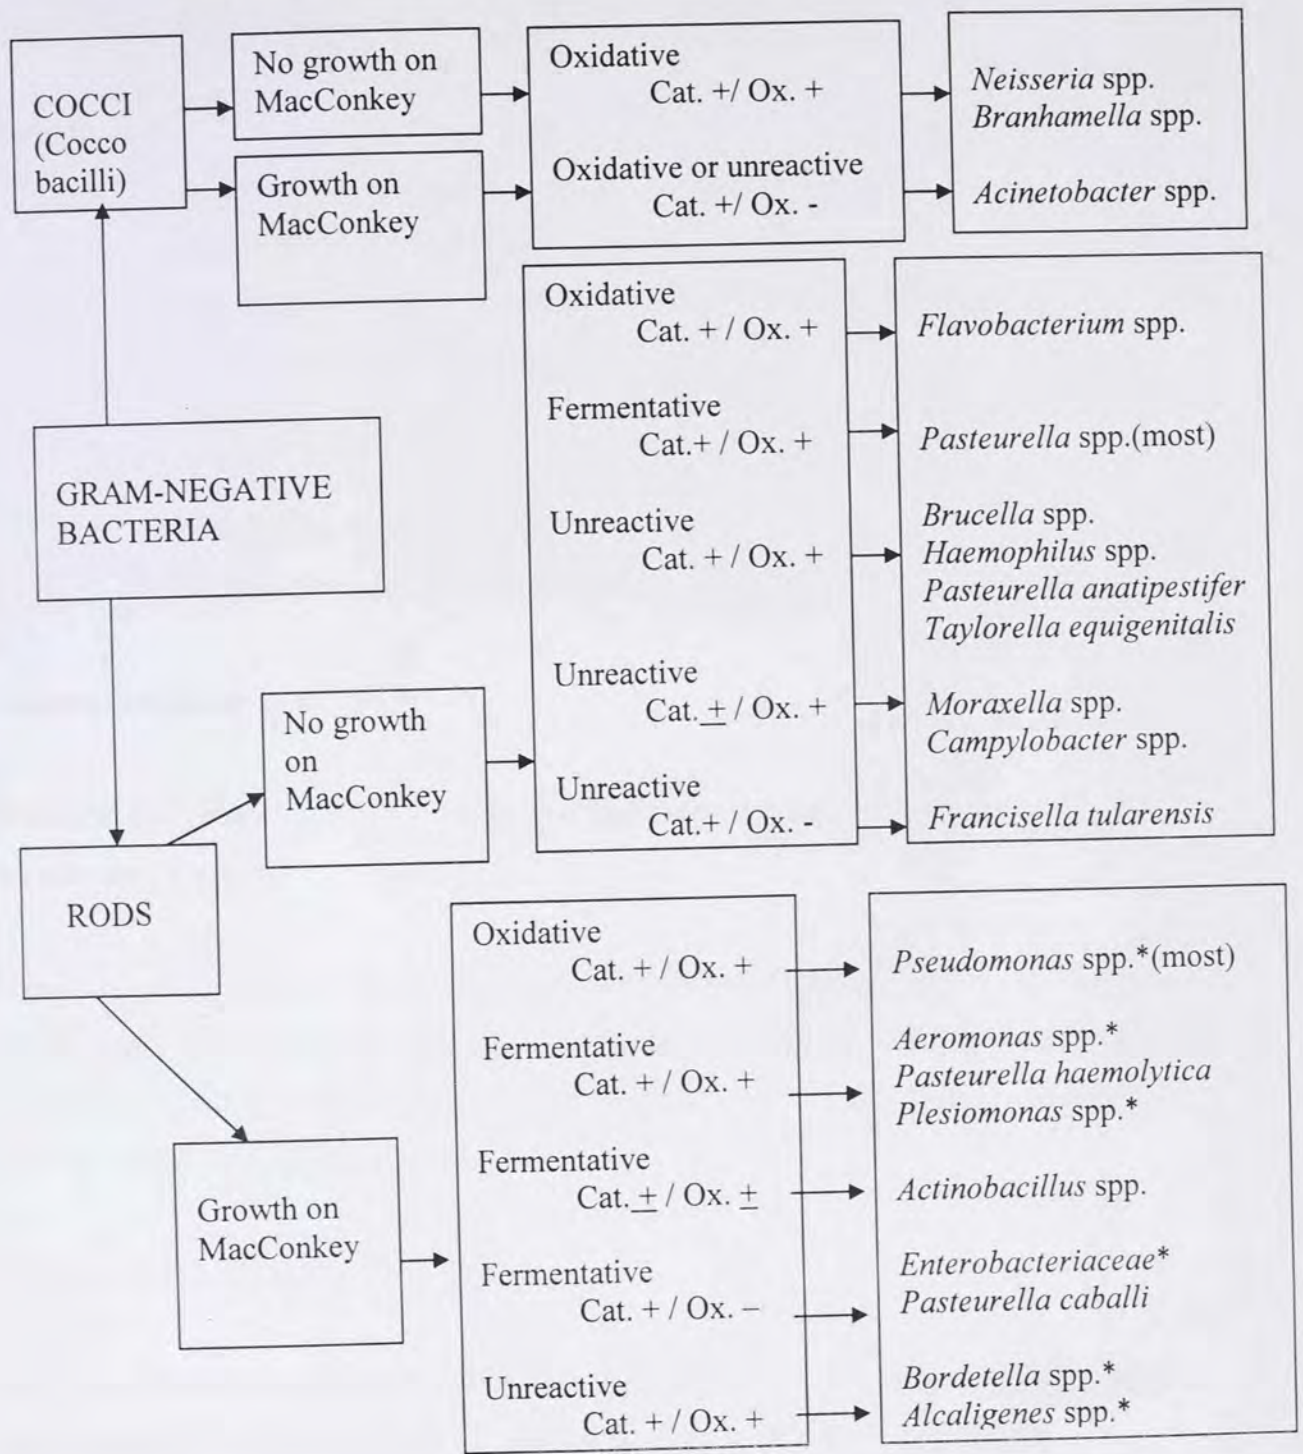 COCCI
(Cocco
bacilli)
No growth on
MacConkey
Growth on
MacConkey
Oxidative
Cat. +/ Ox. +
Oxidative or unreactive
Cat. +/ Ox. -
Neisseria spp.
Branhamella spp.
Acinetobacter spp.
GRAM-NEGATIVE
BACTERIA
RODS
No growth
on
MacConkey
Oxidative
Cat. + / Ox. +
Flavobacterium spp.
Fermentative
Cat.+ / Ox. +
Pasteurella spp.(most)
Unreactive
Cat. + / Ox. +
Brucella spp.
Haemophilus spp.
Pasteurella anatipestifer
Taylorella equigenitalis
Unreactive
Cat. ± / Ox. +
Moraxella spp.
Campylobacter spp.
Unreactive
Cat.+ / Ox. -
Francisella tularensis
Growth on
MacConkey
Oxidative
Cat. + / Ox. +
Pseudomonas spp.*(most)
Fermentative
Cat. + / Ox. +
Aeromonas spp.*
Pasteurella haemolytica
Plesiomonas spp.*
Fermentative
Cat. ± / Ox. ±
Actinobacillus spp.
Fermentative
Cat. + / Ox. –
Enterobacteriaceae*
Pasteurella caballi
Unreactive
Cat. + / Ox. +
Bordetella spp.*
Alcaligenes spp.*